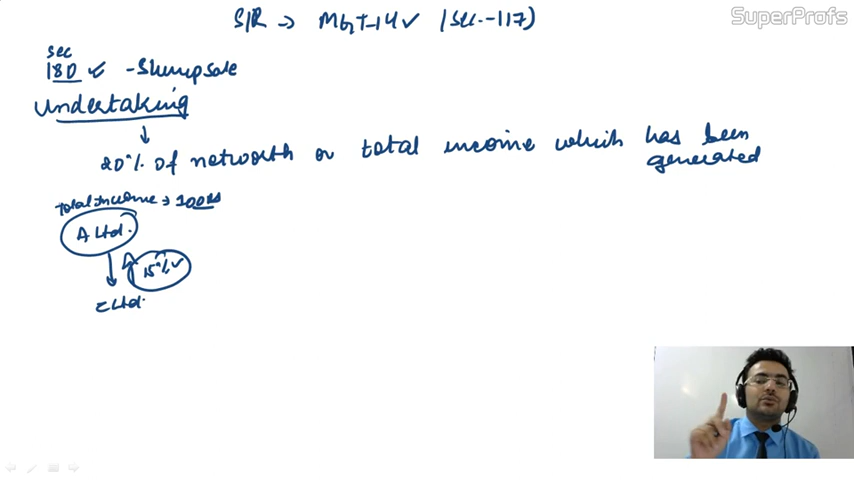 SuperProfs
S/R → MGT-14 ✓ (Sec.-117)
Sec
180 ✓ - Slumpsale
Undertaking
↓
20% of networth or total income which has been
generated
Total Income → 100 Rs
A Ltd.
15% ✓
Ltd.